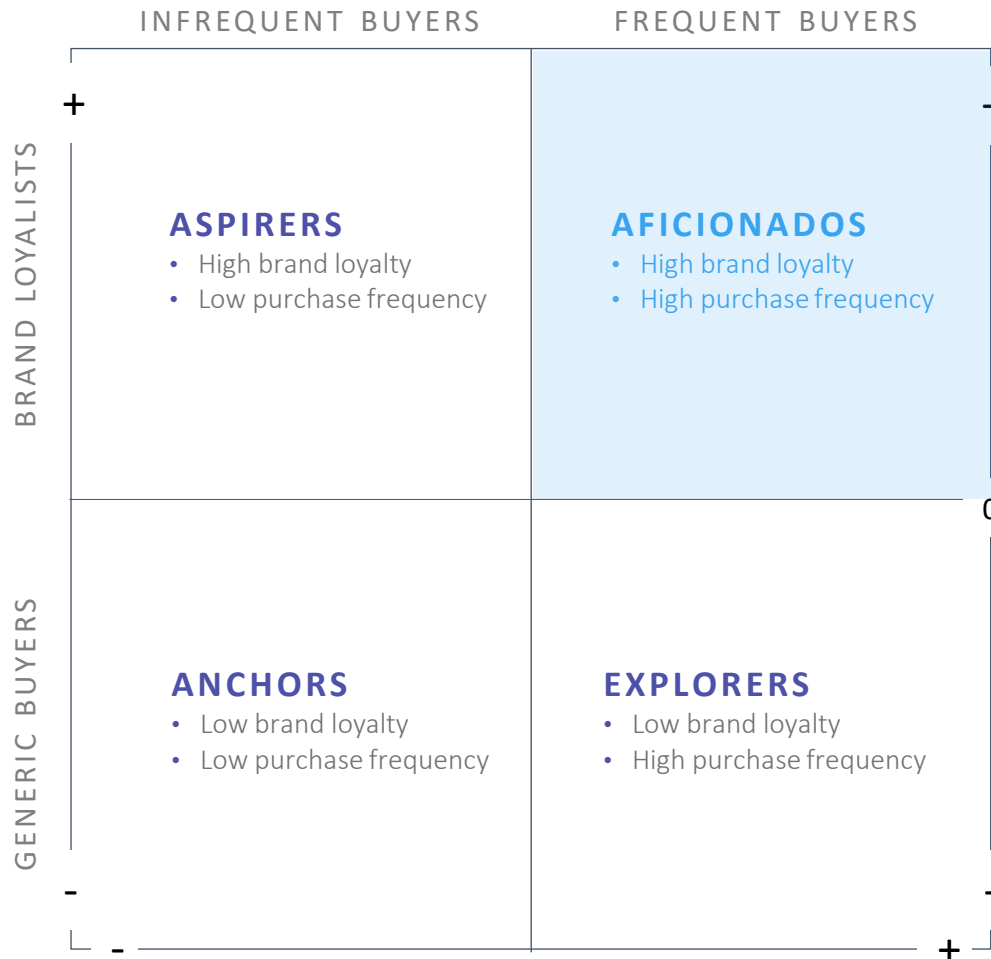 INFREQUENT BUYERS
FREQUENT BUYERS
+
BRAND LOYALISTS
ASPIRERS
• High brand loyalty
• Low purchase frequency
AFICIONADOS
• High brand loyalty
• High purchase frequency
GENERIC BUYERS
ANCHORS
• Low brand loyalty
• Low purchase frequency
EXPLORERS
• Low brand loyalty
• High purchase frequency
-
-
+